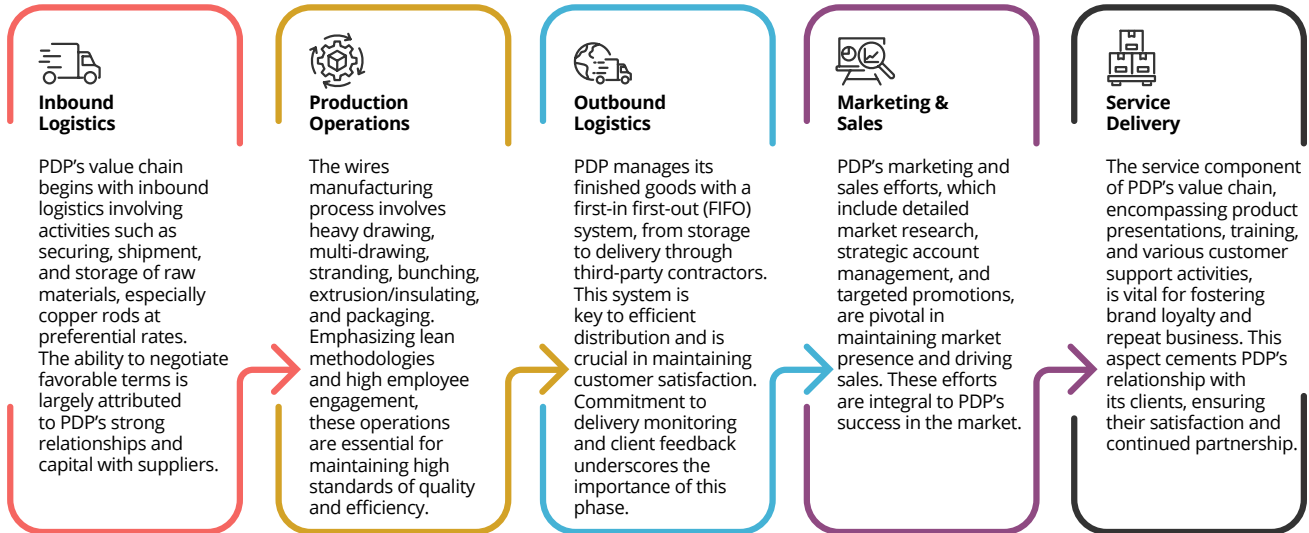 Inbound
Logistics
PDP's value chain
begins with inbound
logistics involving
activities such as
securing, shipment,
and storage of raw
materials, especially
copper rods at
preferential rates.
The ability to negotiate
favorable terms is
largely attributed
to PDP's strong
relationships and
capital with suppliers.
Production
Operations
The wires
manufacturing
process involves
heavy drawing,
multi-drawing,
stranding, bunching,
extrusion/insulating,
and packaging.
Emphasizing lean
methodologies
and high employee
engagement,
these operations
are essential for
maintaining high
standards of quality
and efficiency.
Outbound
Logistics
PDP manages its
finished goods with a
first-in first-out (FIFO)
system, from storage
to delivery through
third-party contractors.
This system is
key to efficient
distribution and is
crucial in maintaining
customer satisfaction.
Commitment to
delivery monitoring
and client feedback
underscores the
importance of this
phase.
Marketing &
Sales
PDP's marketing and
sales efforts, which
include detailed
market research,
strategic account
management, and
targeted promotions,
are pivotal in
maintaining market
presence and driving
sales. These efforts
are integral to PDP's
success in the market.
Service
Delivery
The service component
of PDP's value chain,
encompassing product
presentations, training,
and various customer
support activities,
is vital for fostering
brand loyalty and
repeat business. This
aspect cements PDP's
relationship with
its clients, ensuring
their satisfaction and
continued partnership.